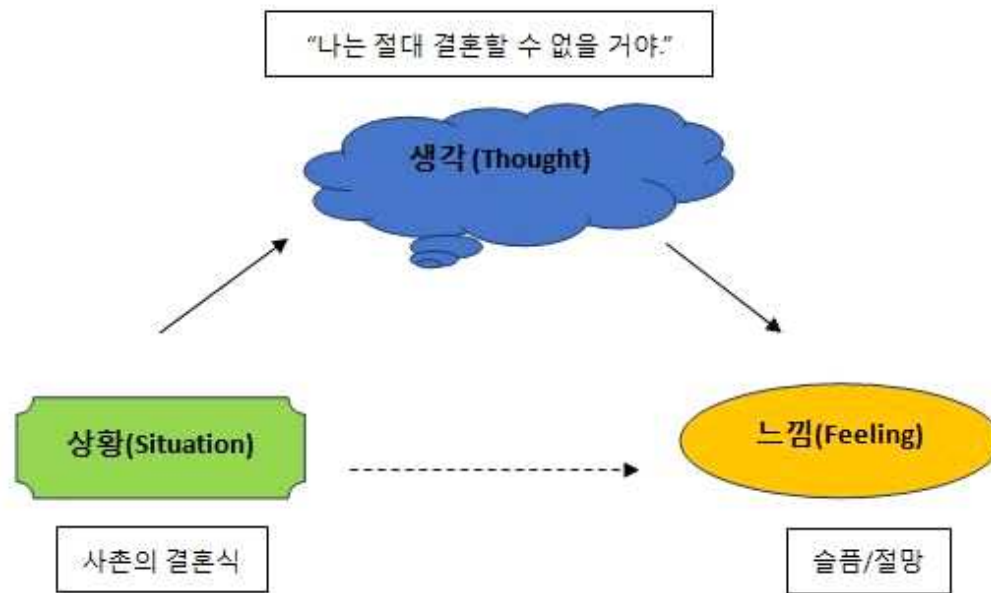 “나는 절대 결혼할 수 없을 거야.”
생각(Thought)
상황(Situation)
느낌(Feeling)
사촌의 결혼식
슬픔/절망